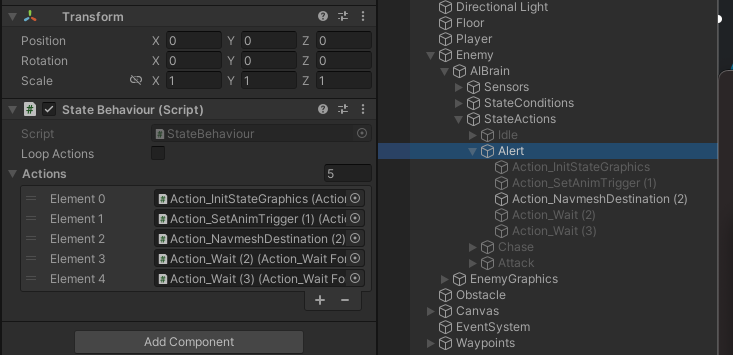 Transform
Position X 0 Y 0 Z 0
Rotation X 0 Y 0 Z 0
Scale X 1 Y 1 Z 1
# State Behaviour (Script)
Script # StateBehaviour
Loop Actions
Actions 5
Element 0 # Action_InitStateGraphics (Action
Element 1 # Action_SetAnimTrigger (1) (Actio
Element 2 # Action_NavmeshDestination (2)
Element 3 # Action_Wait (2) (Action_Wait For
Element 4 # Action_Wait (3) (Action_Wait For
+ −
Add Component
Directional Light
Floor
Player
Enemy
AIBrain
Sensors
StateConditions
StateActions
Idle
Alert
Action_InitStateGraphics
Action_SetAnimTrigger (1)
Action_NavmeshDestination (2)
Action_Wait (2)
Action_Wait (3)
Chase
Attack
EnemyGraphics
Obstacle
Canvas
EventSystem
Waypoints